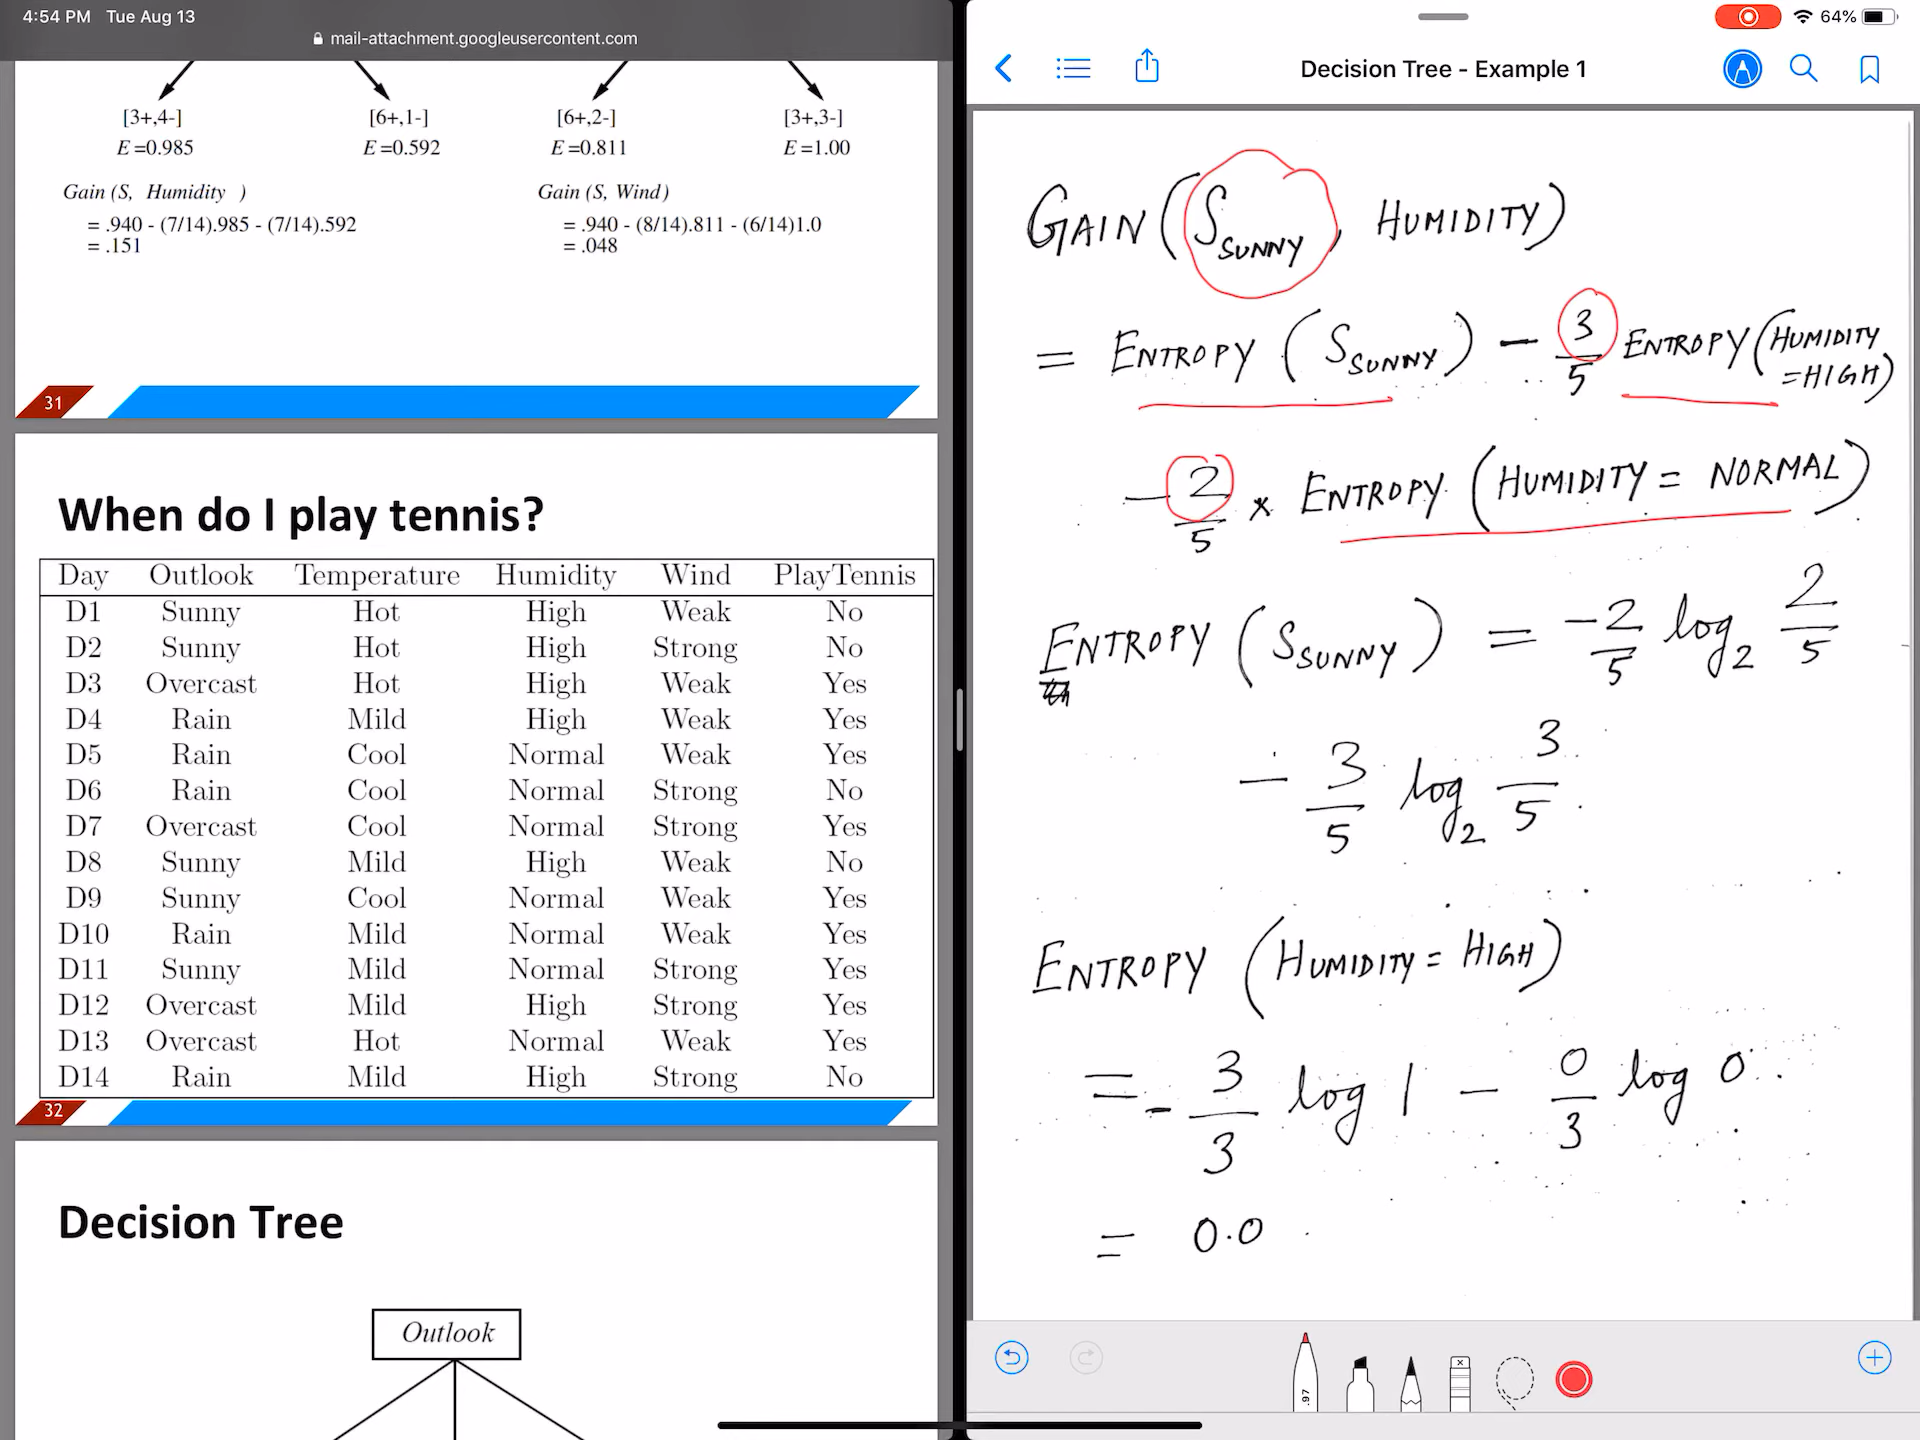 4:54 PM Tue Aug 13
mail-attachment.googleusercontent.com
[3+,4-] [6+,1-] [6+,2-] [3+,3-]
E =0.985 E =0.592 E =0.811 E =1.00
Gain (S, Humidity ) Gain (S, Wind)
= .940 - (7/14).985 - (7/14).592 = .940 - (8/14).811 - (6/14)1.0
= .151 = .048
31
When do I play tennis?
Day Outlook Temperature Humidity Wind PlayTennis
D1 Sunny Hot High Weak No
D2 Sunny Hot High Strong No
D3 Overcast Hot High Weak Yes
D4 Rain Mild High Weak Yes
D5 Rain Cool Normal Weak Yes
D6 Rain Cool Normal Strong No
D7 Overcast Cool Normal Strong Yes
D8 Sunny Mild High Weak No
D9 Sunny Cool Normal Weak Yes
D10 Rain Mild Normal Weak Yes
D11 Sunny Mild Normal Strong Yes
D12 Overcast Mild High Strong Yes
D13 Overcast Hot Normal Weak Yes
D14 Rain Mild High Strong No
32
Decision Tree
Outlook
64%
Decision Tree - Example 1
GAIN (S SUNNY, HUMIDITY)
= ENTROPY (S SUNNY) - 3/5 ENTROPY (HUMIDITY
= HIGH)
- 2/5 × ENTROPY (HUMIDITY = NORMAL)
ENTROPY (S SUNNY) = -2/5 log2 2/5
- 3/5 log2 3/5
ENTROPY (HUMIDITY = HIGH)
= - 3/3 log 1 - 0/3 log 0
= 0.0
.97